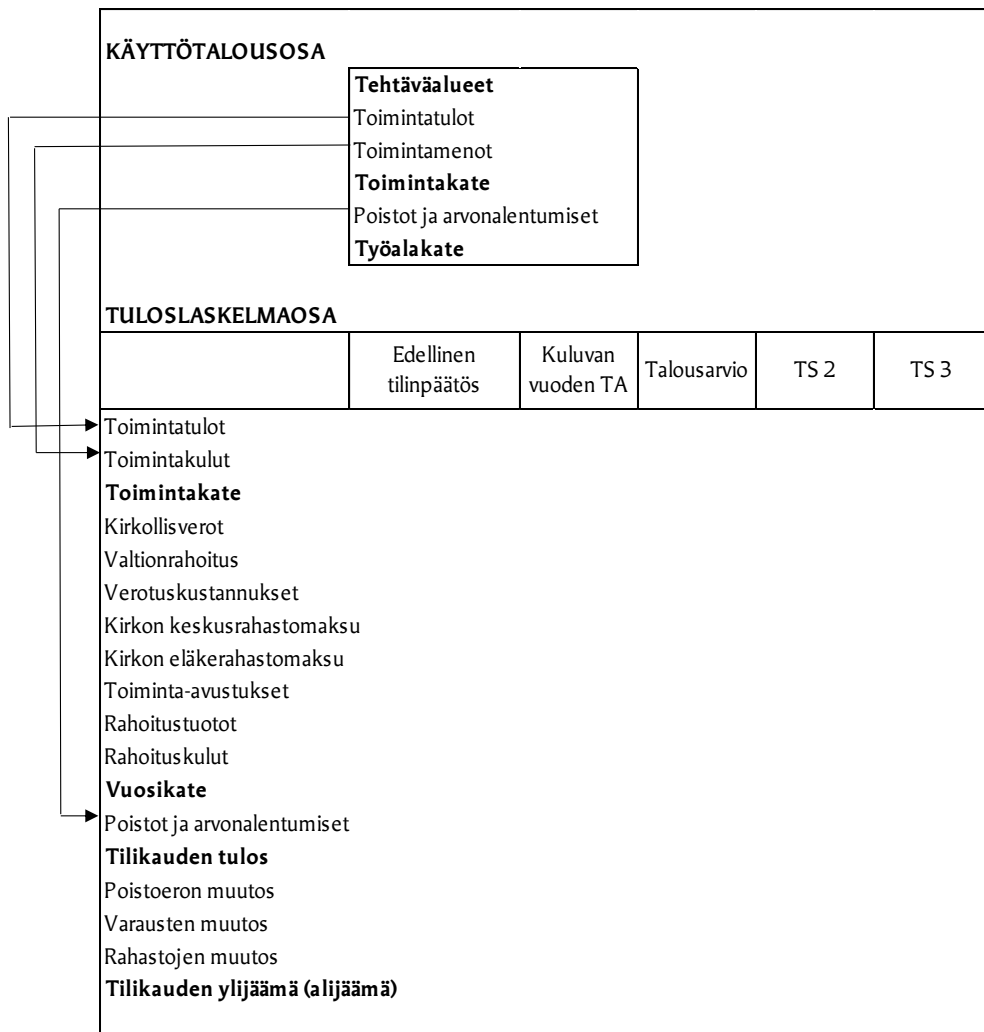 KÄYTTÖTALOUSOSA
Tehtäväalueet
Toimintatulot
Toimintamenot
Toimintakate
Poistot ja arvonalentumiset
Työalakate
TULOSLASKELMAOSA
Edellinen
tilinpäätös
Kuluvan
vuoden TA
Talousarvio
TS 2
TS 3
Toimintatulot
Toimintakulut
Toimintakate
Kirkollisverot
Valtionrahoitus
Verotuskustannukset
Kirkon keskusrahastomaksu
Kirkon eläkerahastomaksu
Toiminta-avustukset
Rahoitustuotot
Rahoituskulut
Vuosikate
Poistot ja arvonalentumiset
Tilikauden tulos
Poistoeron muutos
Varausten muutos
Rahastojen muutos
Tilikauden ylijäämä (alijäämä)